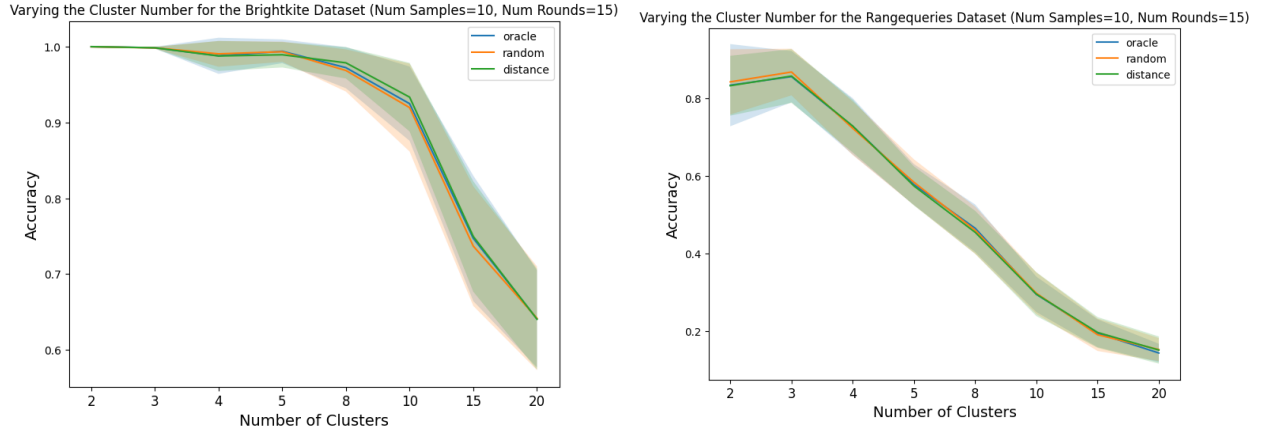 Varying the Cluster Number for the Brightkite Dataset (Num Samples=10, Num Rounds=15)
oracle
random
distance
1.0
0.9
0.8
0.7
0.6
Accuracy
2 3 4 5 8 10 15 20
Number of Clusters
Varying the Cluster Number for the Rangequeries Dataset (Num Samples=10, Num Rounds=15)
oracle
random
distance
0.8
0.6
0.4
0.2
Accuracy
2 3 4 5 8 10 15 20
Number of Clusters